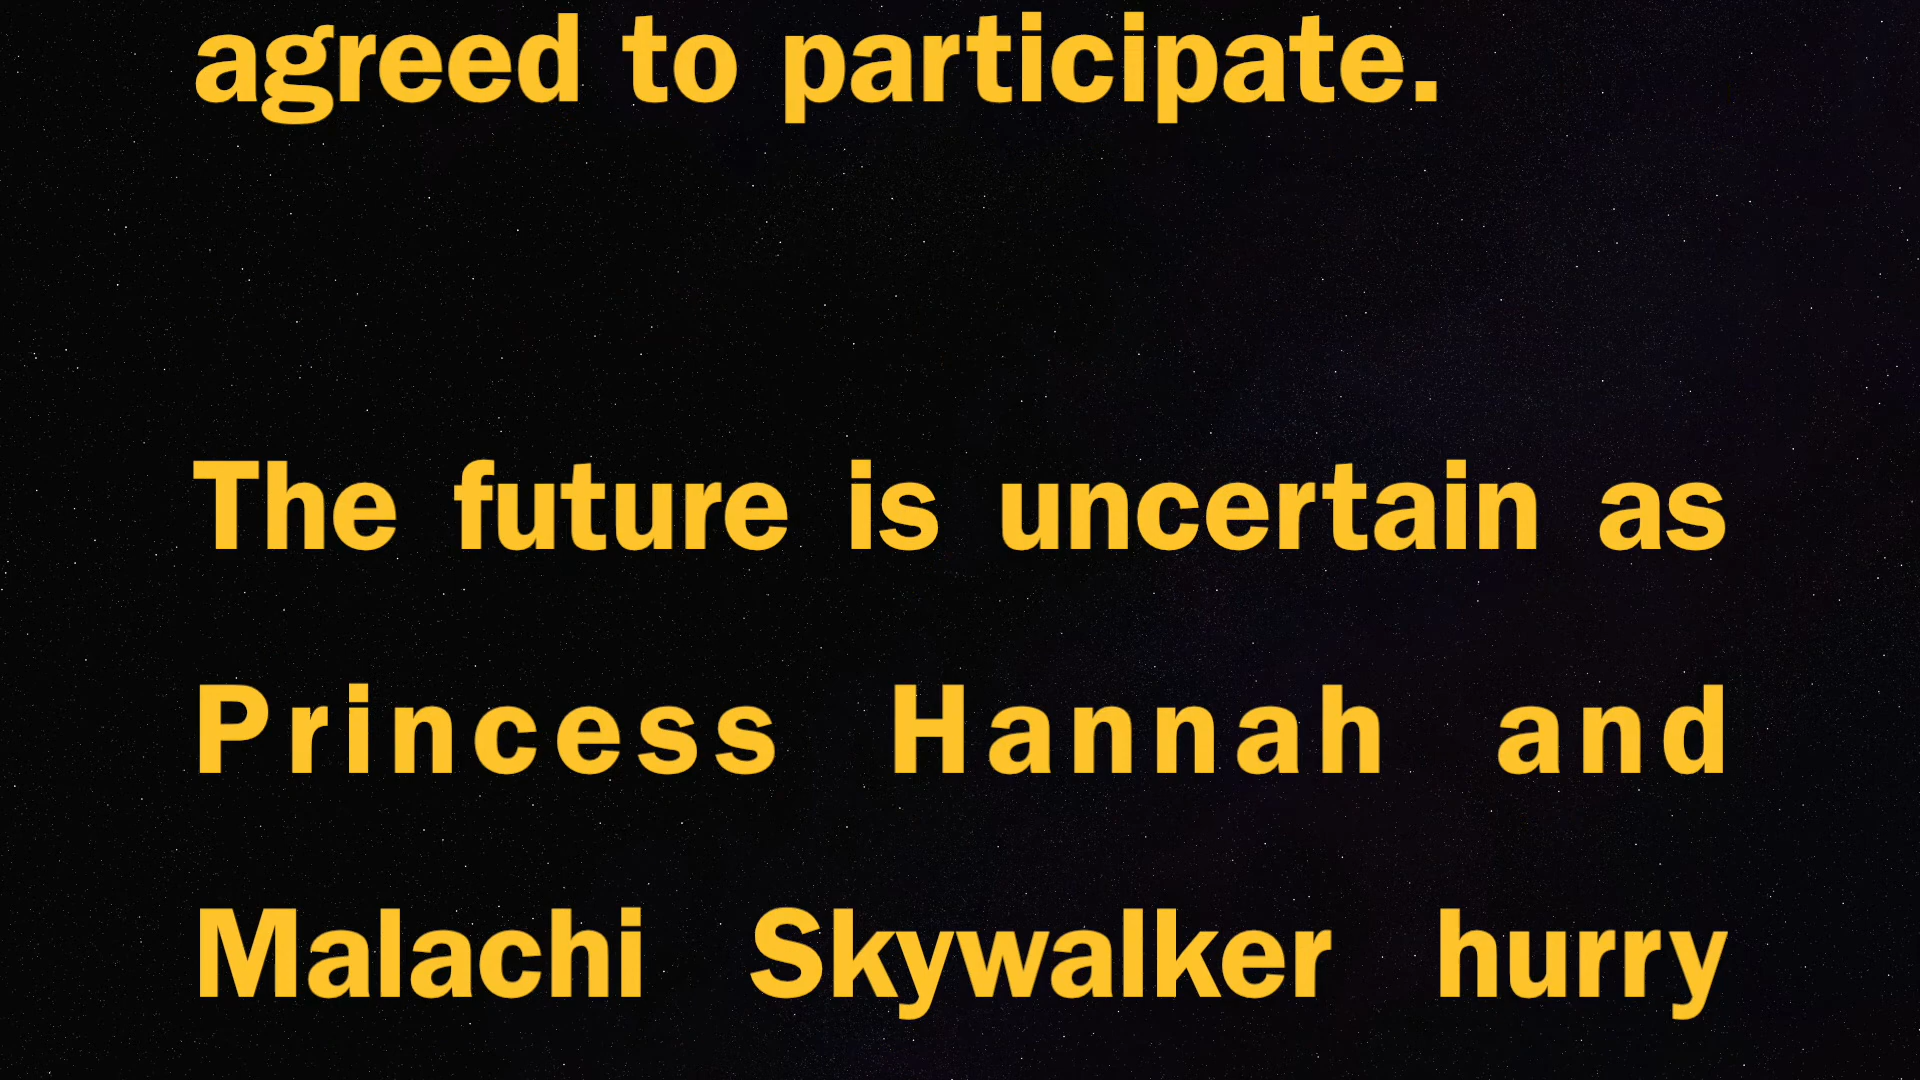 agreed to participate.
The future is uncertain as
Princess Hannah and
Malachi Skywalker hurry